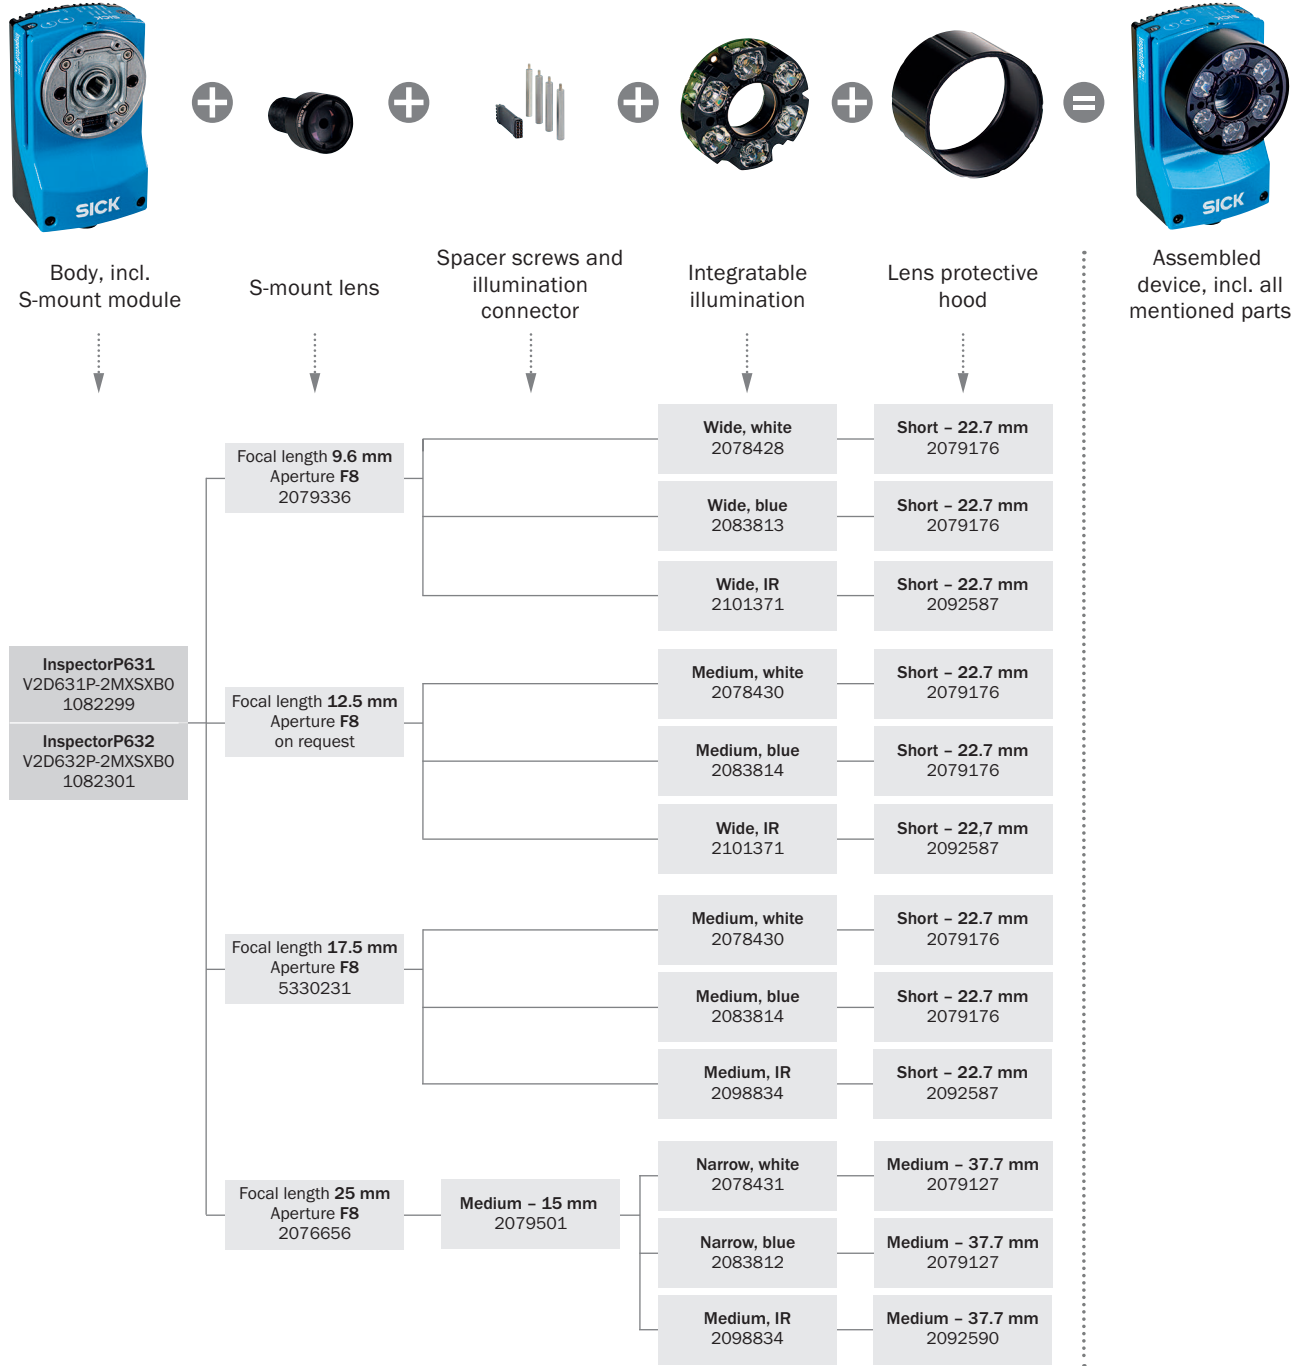 SICK
SICK
SICK
SICK
Body, incl.
S-mount module
S-mount lens
Spacer screws and
illumination
connector
Integratable
illumination
Lens protective
hood
Assembled
device, incl. all
mentioned parts
InspectorP631
V2D631P-2MXSXB0
1082299
InspectorP632
V2D632P-2MXSXB0
1082301
Focal length 9.6 mm
Aperture F8
2079336
Wide, white
2078428
Short – 22.7 mm
2079176
Wide, blue
2083813
Short – 22.7 mm
2079176
Wide, IR
2101371
Short – 22.7 mm
2092587
Focal length 12.5 mm
Aperture F8
on request
Medium, white
2078430
Short – 22.7 mm
2079176
Medium, blue
2083814
Short – 22.7 mm
2079176
Wide, IR
2101371
Short – 22,7 mm
2092587
Focal length 17.5 mm
Aperture F8
5330231
Medium, white
2078430
Short – 22.7 mm
2079176
Medium, blue
2083814
Short – 22.7 mm
2079176
Medium, IR
2098834
Short – 22.7 mm
2092587
Focal length 25 mm
Aperture F8
2076656
Medium – 15 mm
2079501
Narrow, white
2078431
Medium – 37.7 mm
2079127
Narrow, blue
2083812
Medium – 37.7 mm
2079127
Medium, IR
2098834
Medium – 37.7 mm
2092590